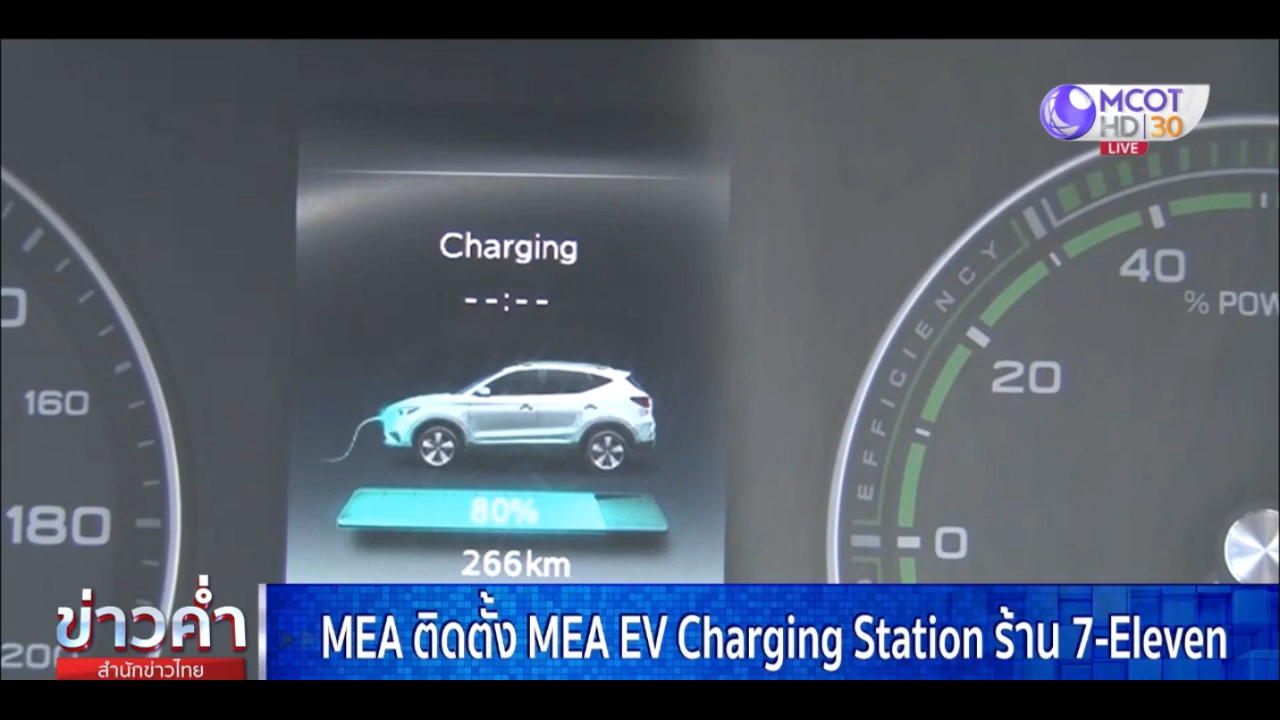 MCOT
HD 30
LIVE
Charging
--:--
80%
266km
160
180
EFFICIENCY
40
% POW
20
0
ข่าวค่ำ
สำนักข่าวไทย
MEA ติดตั้ง MEA EV Charging Station ร้าน 7-Eleven